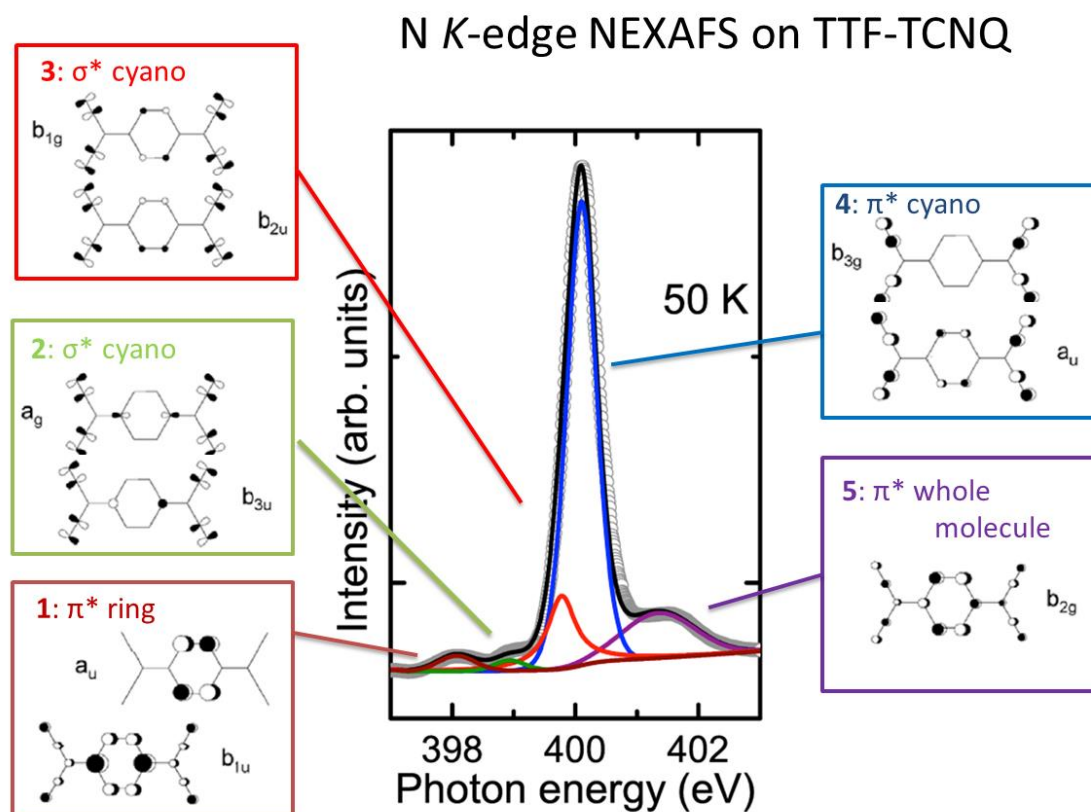 N K-edge NEXAFS on TTF-TCNQ
3: σ* cyano
b1g
b2u
2: σ* cyano
ag
b3u
1: π* ring
au
b1u
Intensity (arb. units)
50 K
398 400 402
Photon energy (eV)
4: π* cyano
b3g
au
5: π* whole
molecule
b2g